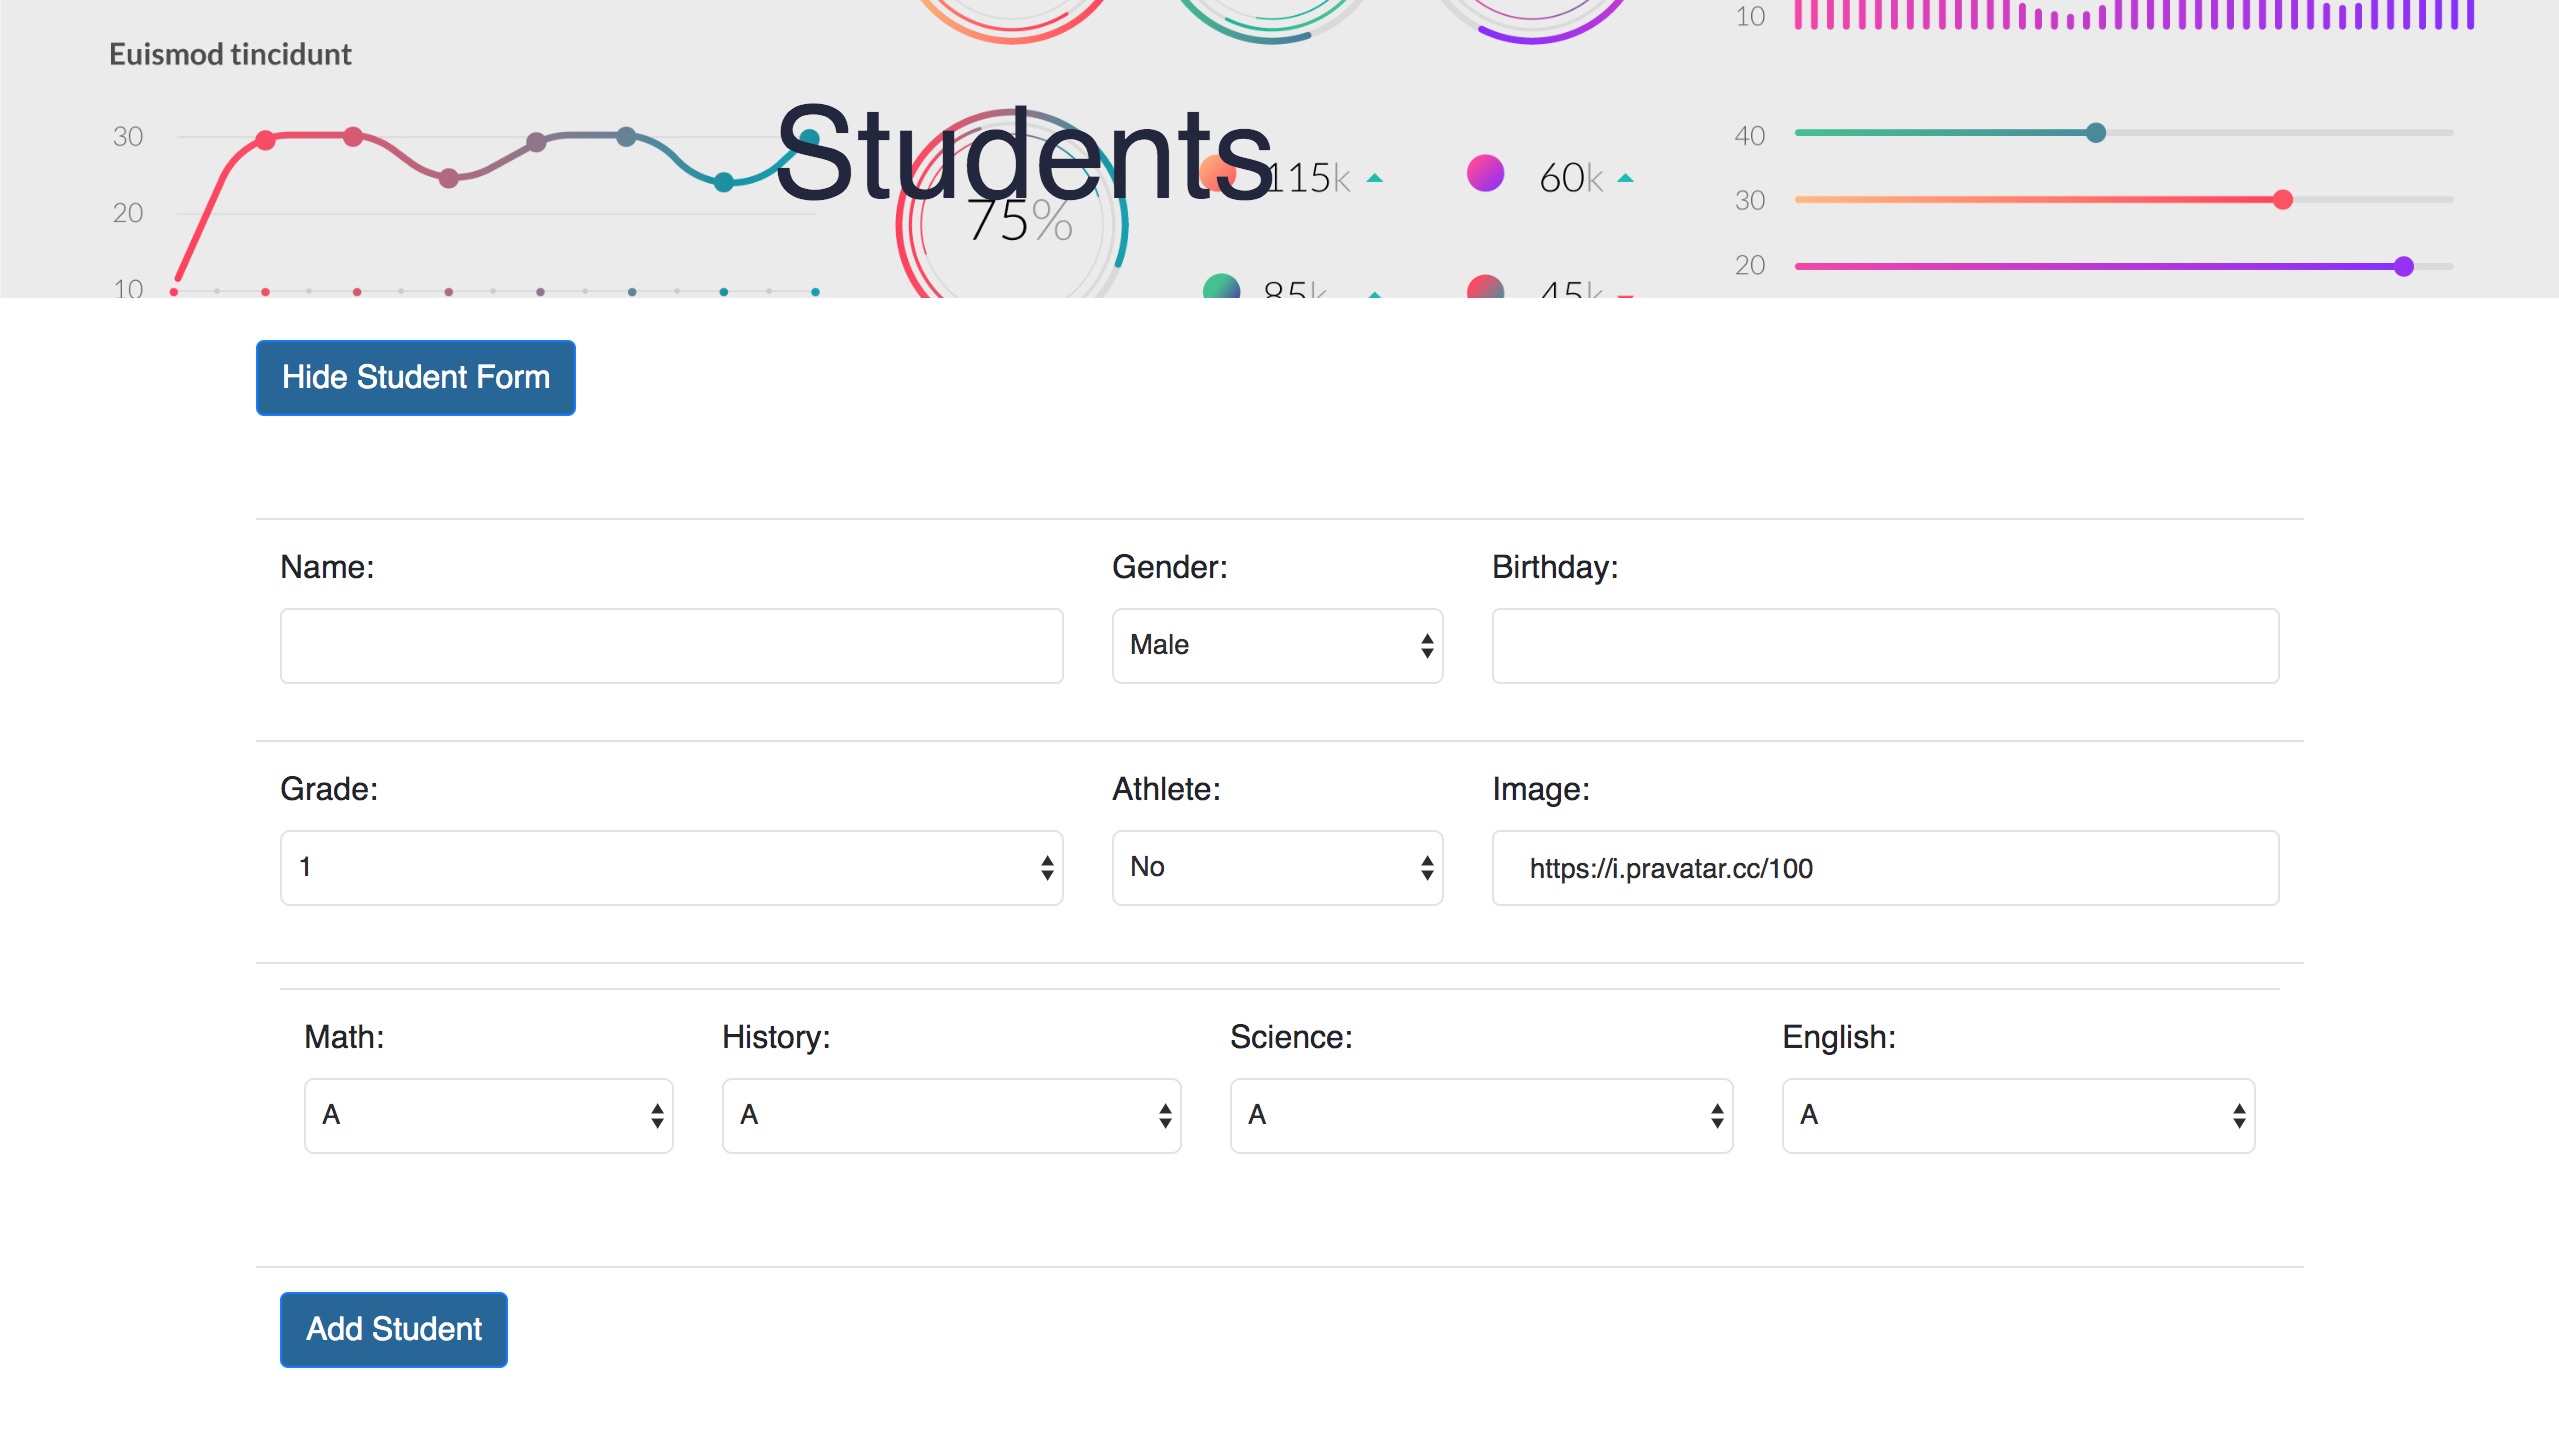 10
Euismod tincidunt
30
20
10
Students
75%
115k
60k
85k
45k
40
30
20
Hide Student Form
Name:
Gender:
Birthday:
Male
Grade:
Athlete:
Image:
1
No
https://i.pravatar.cc/100
Math:
History:
Science:
English:
A
A
A
A
Add Student